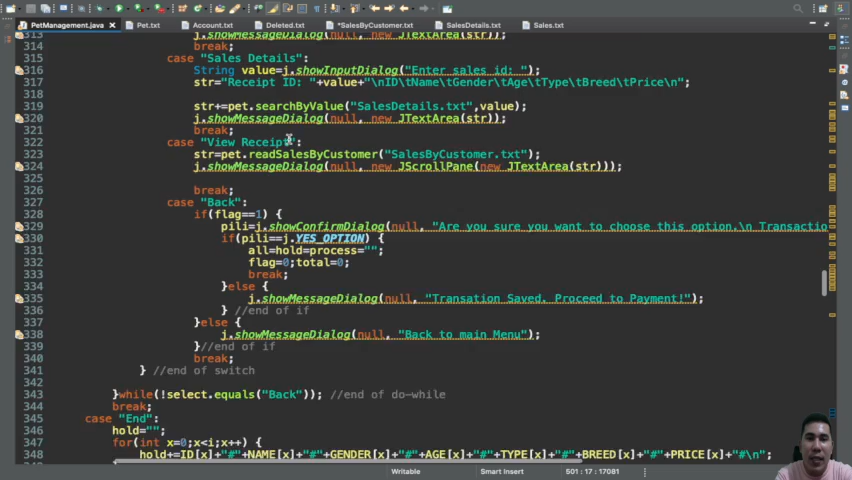 PetManagement.java
Pet.txt
Account.txt
Deleted.txt
*SalesByCustomer.txt
SalesDetails.txt
Sales.txt
313 j.showMessageDialog(null, new JTextArea(str));
314 break;
315 case "Sales Details":
316 String value=j.showInputDialog("Enter sales id: ");
317 str="Receipt ID: "+value+"\nID\tName\tGender\tAge\tType\tBreed\tPrice\n";
318
319 str+=pet.searchByValue("SalesDetails.txt",value);
320 j.showMessageDialog(null, new JTextArea(str));
321 break;
322 case "View Receipt":
323 str=pet.readSalesByCustomer("SalesByCustomer.txt");
324 j.showMessageDialog(null, new JScrollPane(new JTextArea(str)));
325
326 break;
327 case "Back":
328 if(flag==1) {
329 pili=j.showConfirmDialog(null, "Are you sure you want to choose this option,\n Transactio
330 if(pili==j.YES_OPTION) {
331 all=hold=process="";
332 flag=0;total=0;
333 break;
334 }else {
335 j.showMessageDialog(null, "Transation Saved. Proceed to Payment!");
336 } //end of if
337 }else {
338 j.showMessageDialog(null, "Back to main Menu");
339 }//end of if
340 break;
341 } //end of switch
342
343 }while(!select.equals("Back")); //end of do-while
344 break;
345 case "End":
346 hold="";
347 for(int x=0;x<i;x++) {
348 hold+=ID[x]+"#"+NAME[x]+"#"+GENDER[x]+"#"+AGE[x]+"#"+TYPE[x]+"#"+BREED[x]+"#"+PRICE[x]+"#\n";
Writable
Smart Insert
501 : 17 : 17081